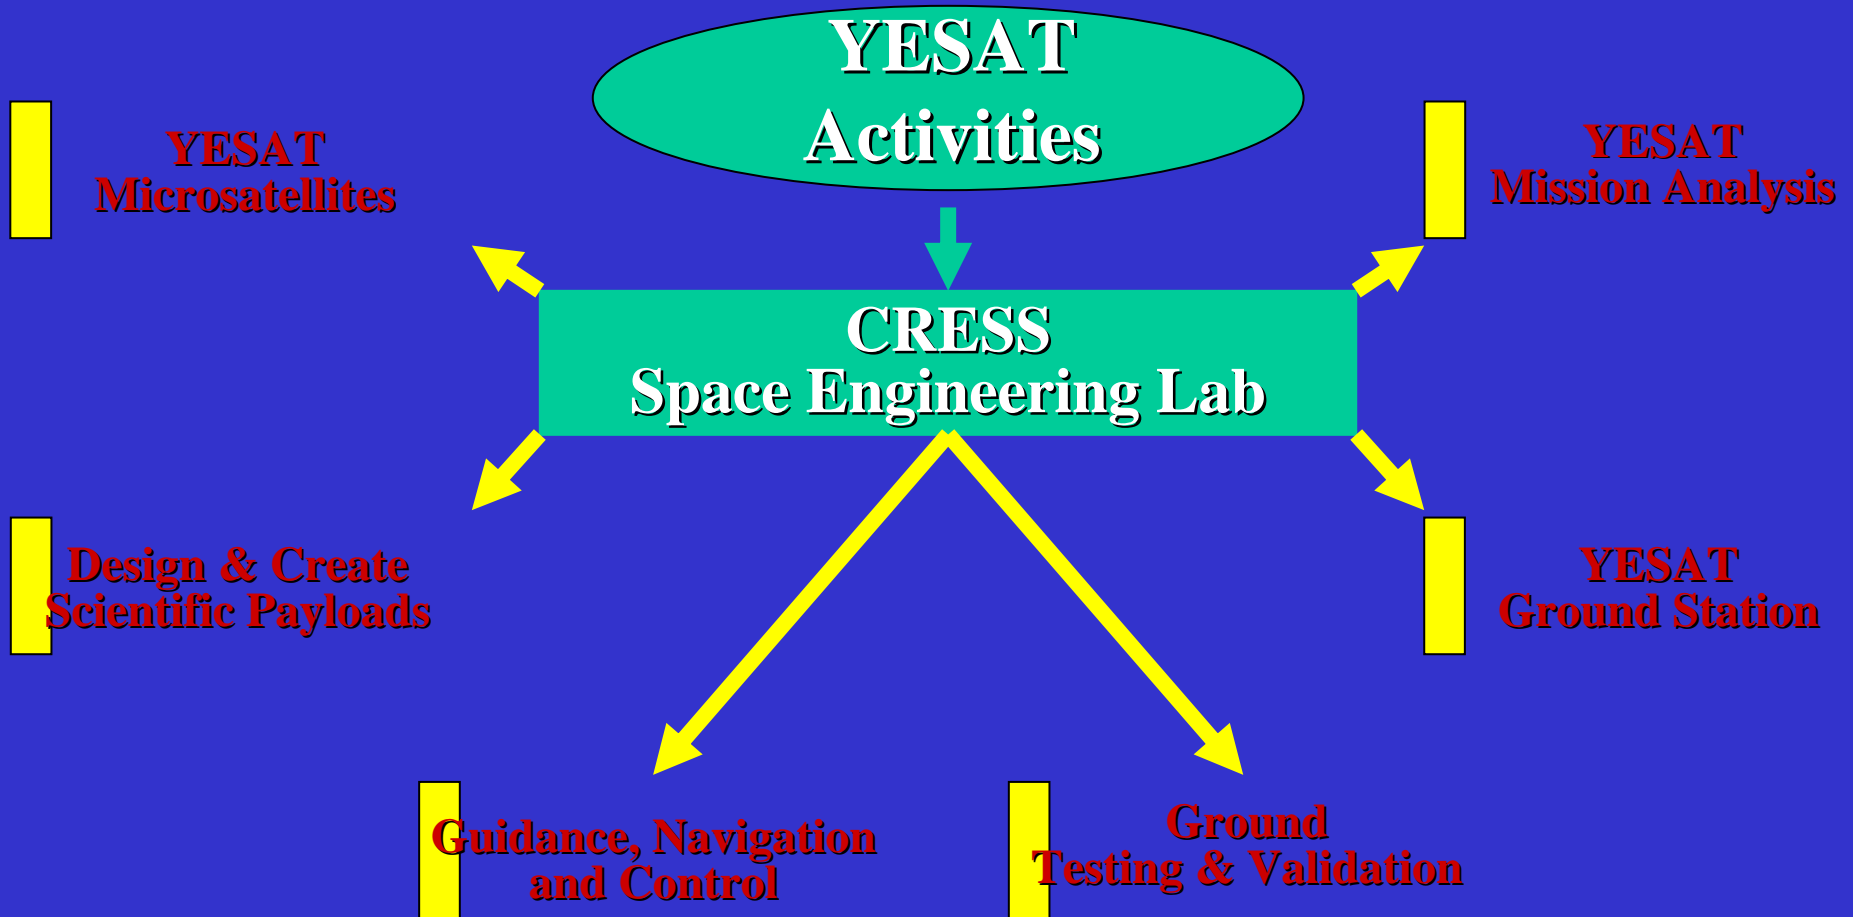 YESAT
Activities
YESAT
Microsatellites
YESAT
Mission Analysis
CRESS
Space Engineering Lab
Design & Create
Scientific Payloads
YESAT
Ground Station
Guidance, Navigation
and Control
Ground
Testing & Validation